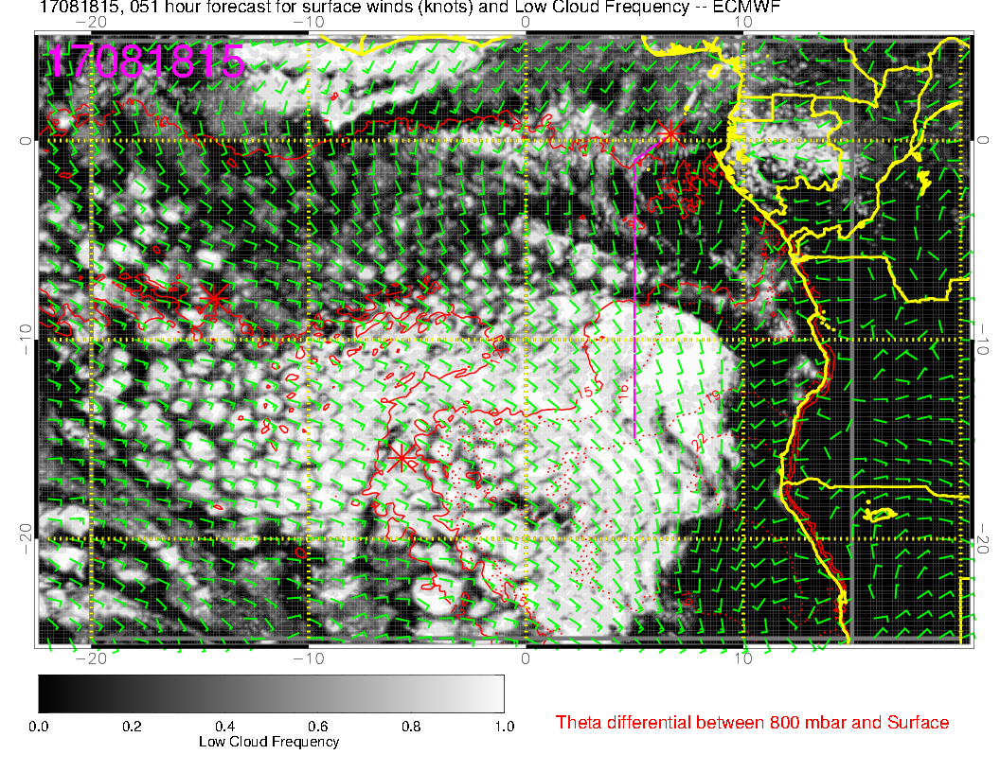 17081815, 051 hour forecast for surface winds (knots) and Low Cloud Frequency -- ECMWF
-20 -10 0 10
17081815
0 0
-10 -10
15 16 19
22
-20 -20
15
-20 -10 0 10
0.0 0.2 0.4 0.6 0.8 1.0
Low Cloud Frequency
Theta differential between 800 mbar and Surface